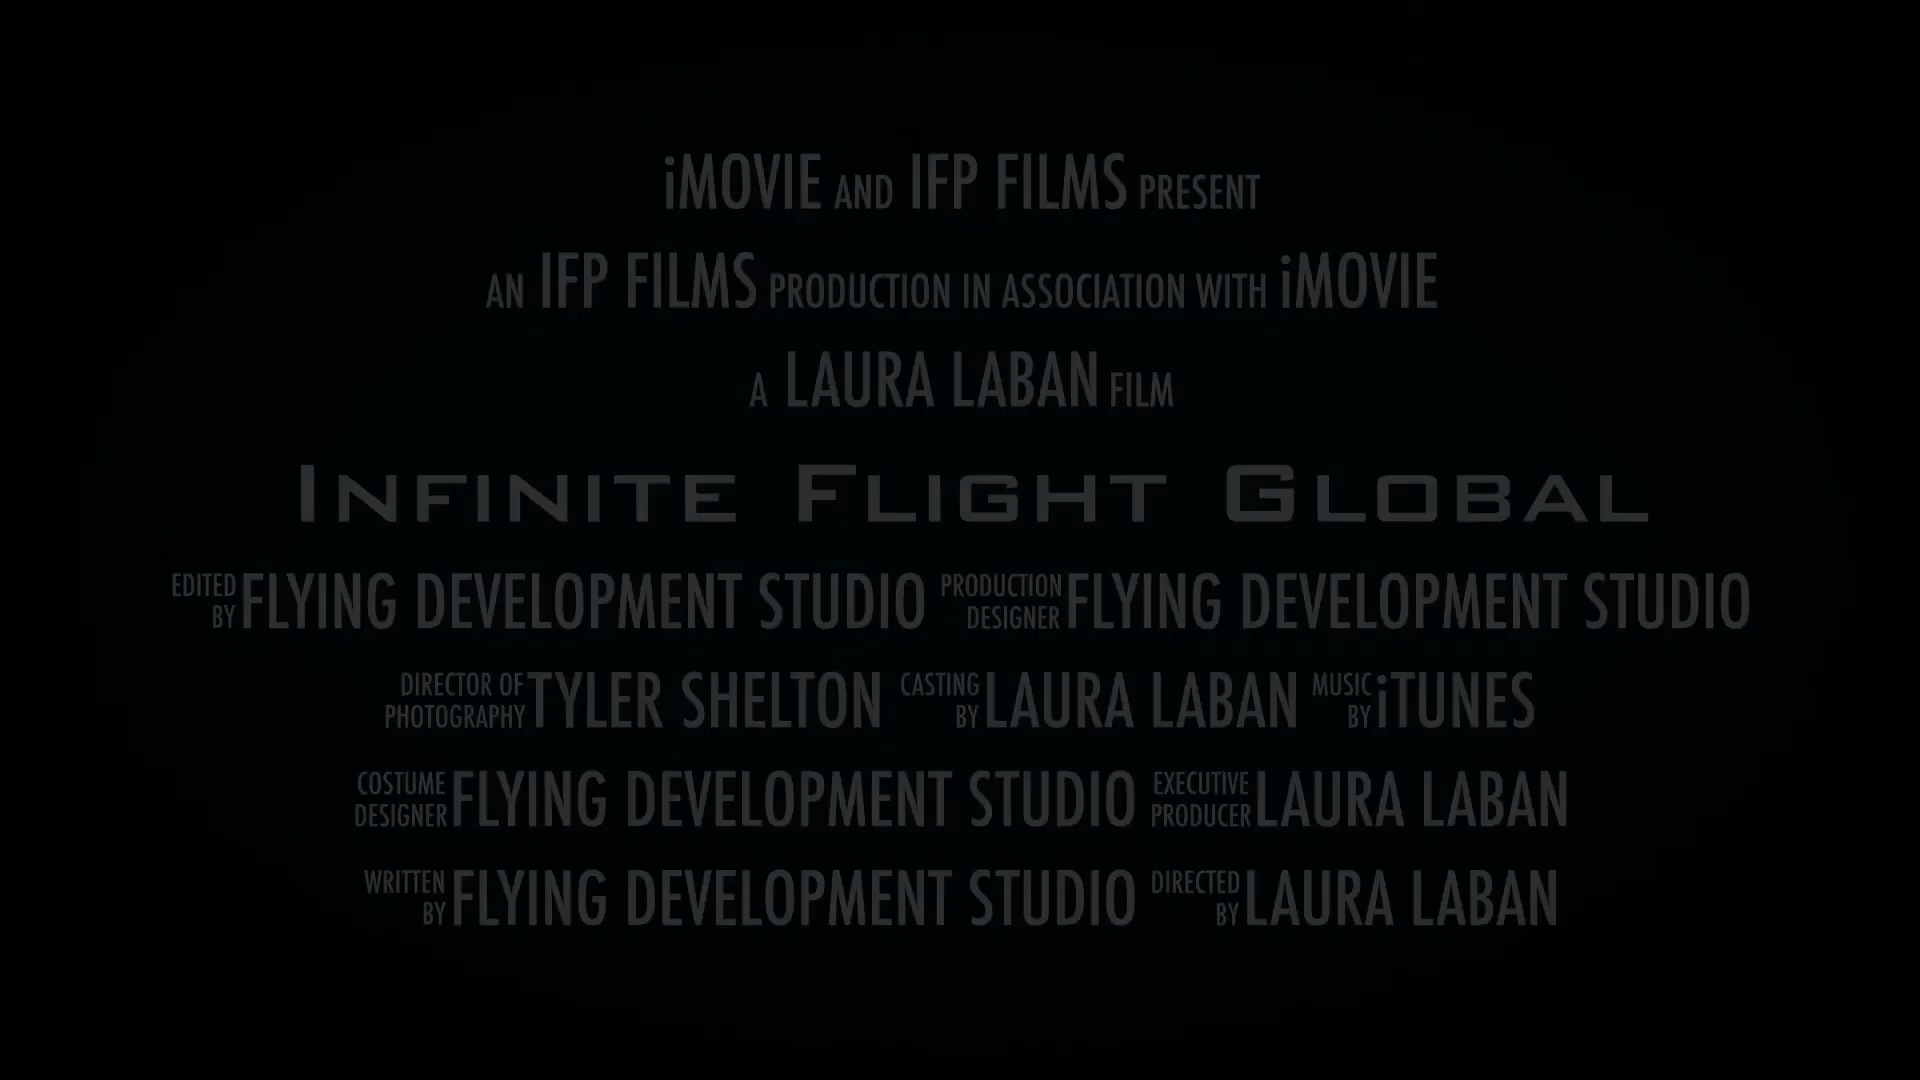 iMOVIE AND IFP FILMS PRESENT
AN IFP FILMS PRODUCTION IN ASSOCIATION WITH iMOVIE
A LAURA LABAN FILM
INFINITE FLIGHT GLOBAL
EDITED BY FLYING DEVELOPMENT STUDIO PRODUCTION DESIGNER FLYING DEVELOPMENT STUDIO
DIRECTOR OF PHOTOGRAPHY TYLER SHELTON CASTING BY LAURA LABAN MUSIC BY iTUNES
COSTUME DESIGNER FLYING DEVELOPMENT STUDIO EXECUTIVE PRODUCER LAURA LABAN
WRITTEN BY FLYING DEVELOPMENT STUDIO DIRECTED BY LAURA LABAN